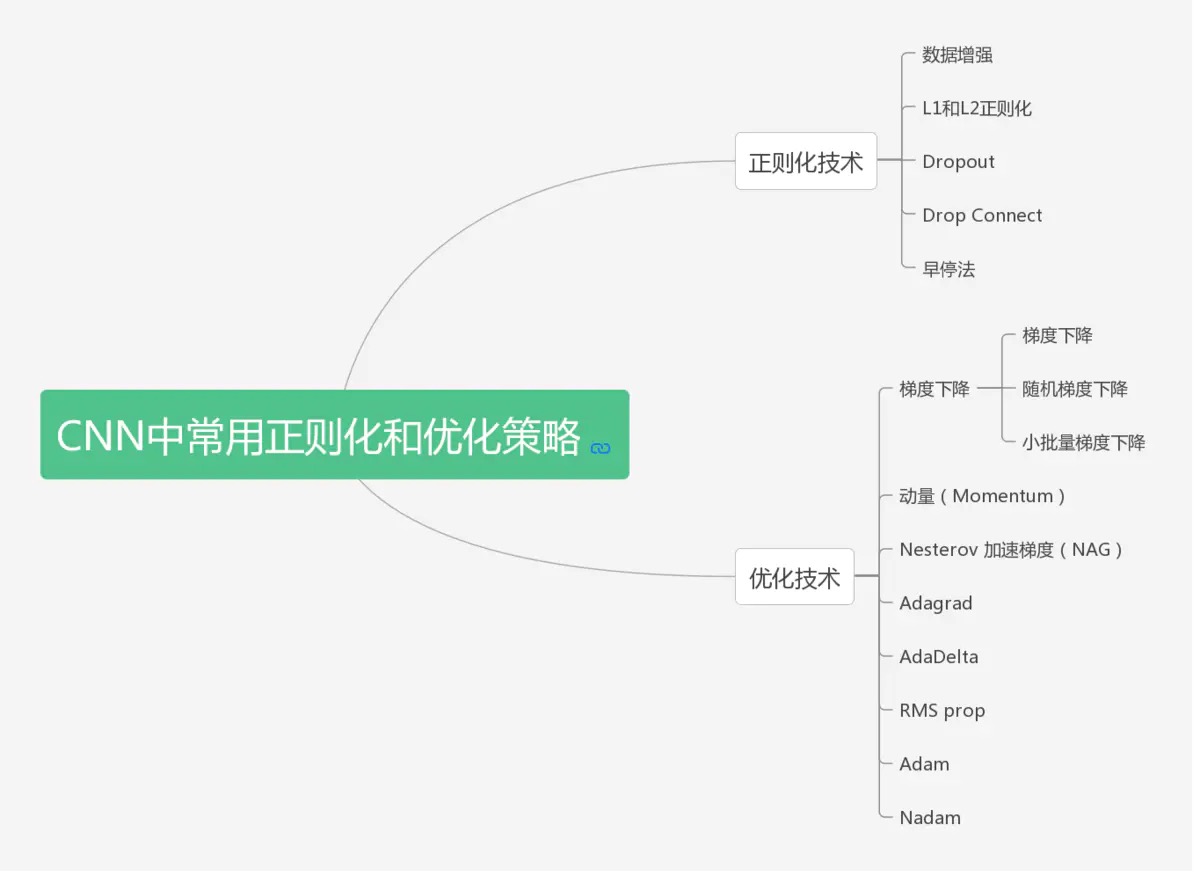 CNN中常用正则化和优化策略
正则化技术
数据增强
L1和L2正则化
Dropout
Drop Connect
早停法
优化技术
梯度下降
梯度下降
随机梯度下降
小批量梯度下降
动量（Momentum）
Nesterov 加速梯度（NAG）
Adagrad
AdaDelta
RMS prop
Adam
Nadam